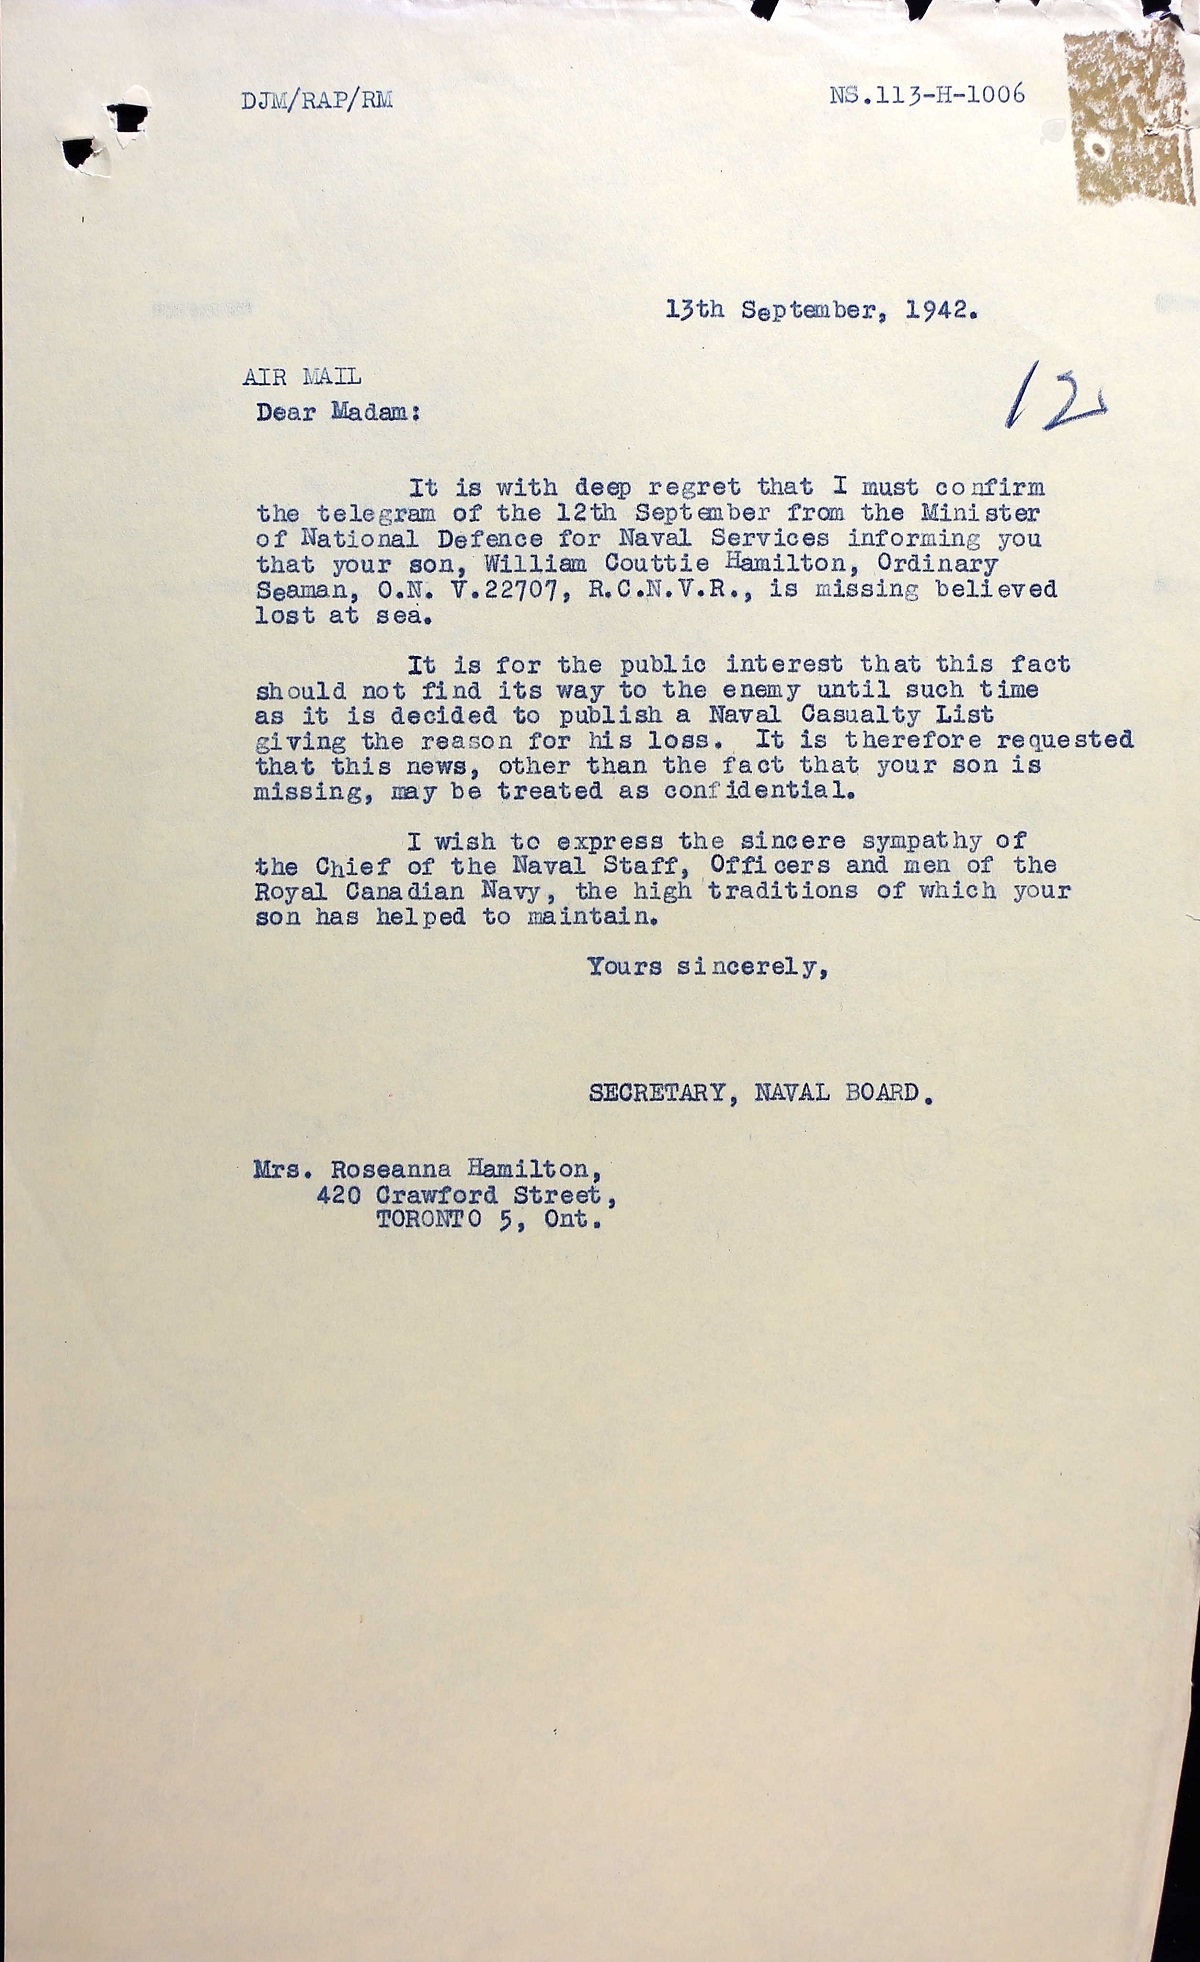 DJM/RAP/RM
NS.113-H-1006
13th September, 1942.
AIR MAIL
12
Dear Madam:
It is with deep regret that I must confirm
the telegram of the 12th September from the Minister
of National Defence for Naval Services informing you
that your son, William Couttie Hamilton, Ordinary
Seaman, O.N. V.22707, R.C.N.V.R., is missing believed
lost at sea.
It is for the public interest that this fact
should not find its way to the enemy until such time
as it is decided to publish a Naval Casualty List
giving the reason for his loss. It is therefore requested
that this news, other than the fact that your son is
missing, may be treated as confidential.
I wish to express the sincere sympathy of
the Chief of the Naval Staff, Officers and men of the
Royal Canadian Navy, the high traditions of which your
son has helped to maintain.
Yours sincerely,
SECRETARY, NAVAL BOARD.
Mrs. Roseanna Hamilton,
420 Crawford Street,
TORONTO 5, Ont.